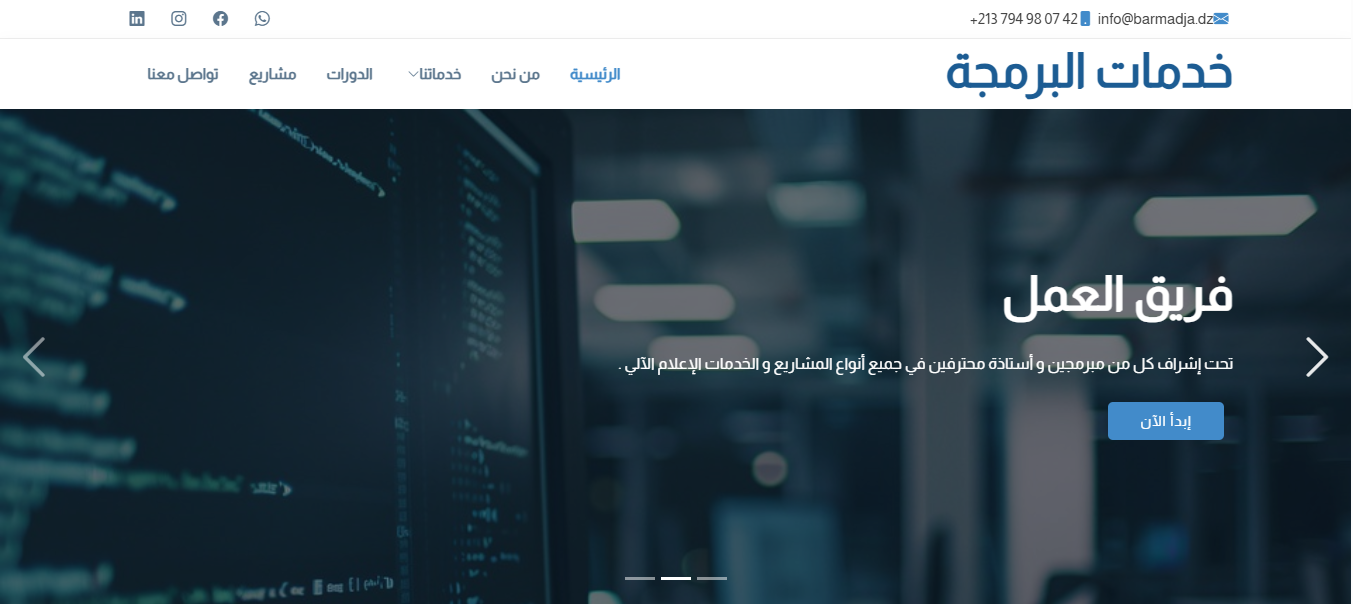 info@barmadja.dz +213 794 98 07 42
خدمات البرمجة
الرئيسية من نحن خدماتنا الدورات مشاريع تواصل معنا
فريق العمل
تحت إشراف كل من مبرمجين و أستاذة محترفين في جميع أنواع المشاريع و الخدمات الإعلام الآلي .
إبدأ الآن